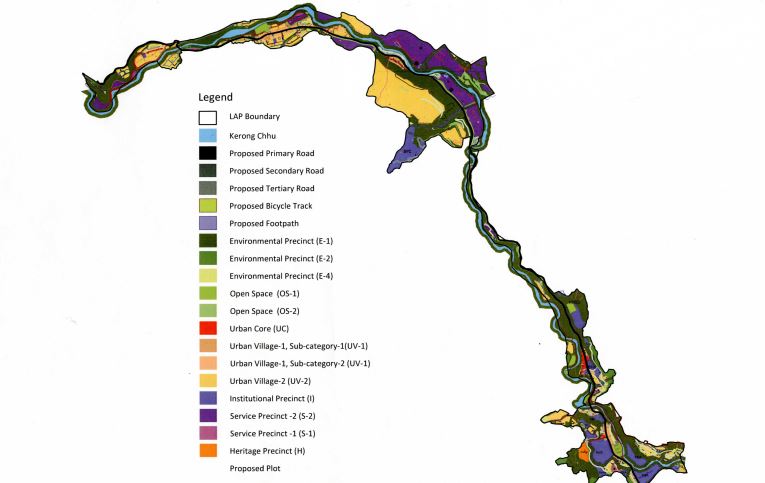 Legend
LAP Boundary
Kerong Chhu
Proposed Primary Road
Proposed Secondary Road
Proposed Tertiary Road
Proposed Bicycle Track
Proposed Footpath
Environmental Precinct (E-1)
Environmental Precinct (E-2)
Environmental Precinct (E-4)
Open Space  (OS-1)
Open Space  (OS-2)
Urban Core (UC)
Urban Village-1, Sub-category-1(UV-1)
Urban Village-1, Sub-category-2 (UV-1)
Urban Village-2 (UV-2)
Institutional Precinct (I)
Service Precinct -2 (S-2)
Service Precinct -1 (S-1)
Heritage Precinct (H)
Proposed Plot